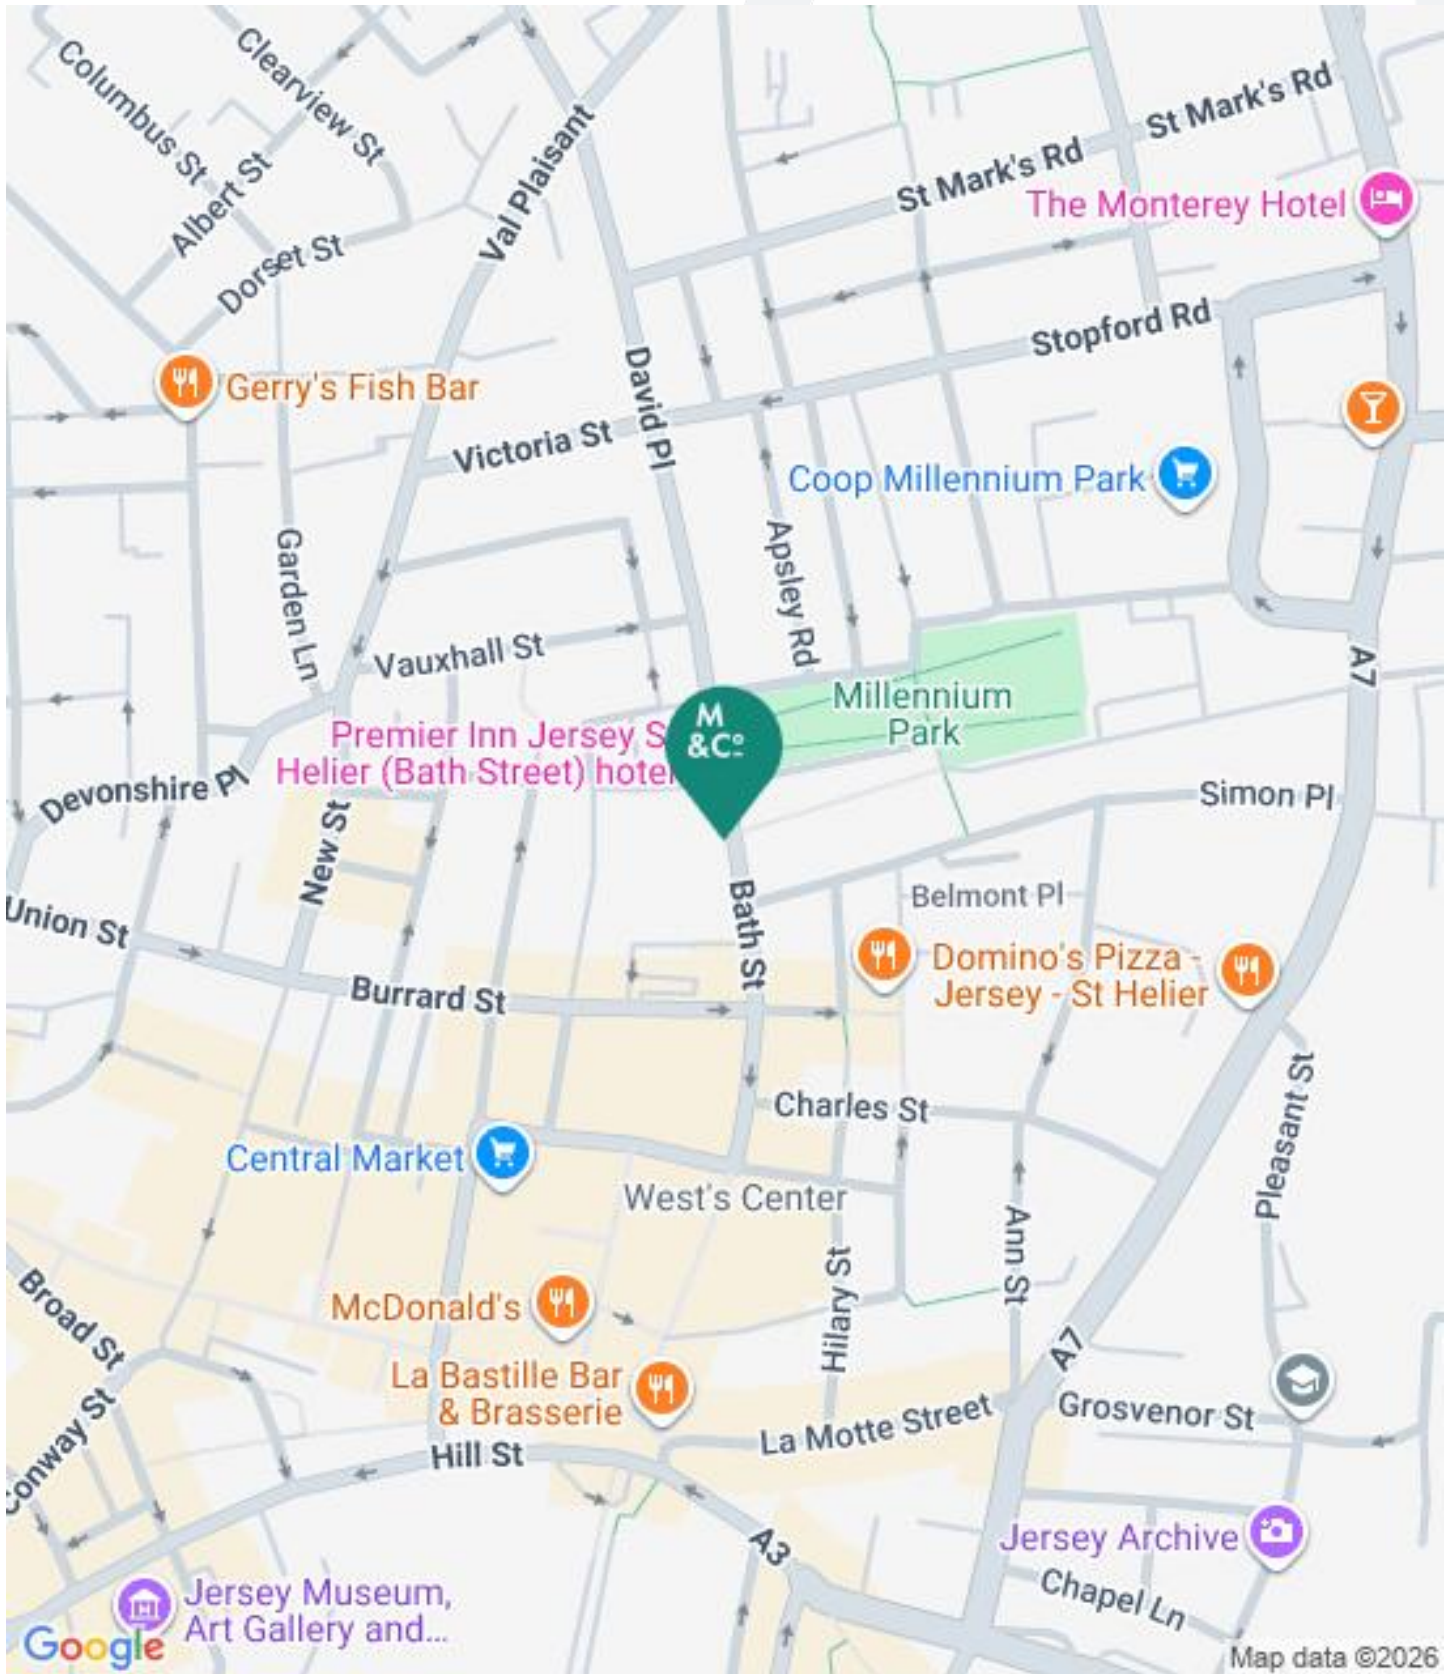 Columbus St
Clearview St
Albert St
Dorset St
Val Plaisant
St Mark's Rd
St Mark's Rd
The Monterey Hotel
Stopford Rd
David Pl
Gerry's Fish Bar
Victoria St
Coop Millennium Park
Garden Ln
Apsley Rd
Vauxhall St
A7
Millennium
Park
M
&Co
Premier Inn Jersey S
Helier (Bath Street) hotel
Devonshire Pl
New St
Simon Pl
Union St
Bath St
Belmont Pl
Domino's Pizza -
Jersey - St Helier
Burrard St
Charles St
Pleasant St
Central Market
West's Center
Ann St
Hilary St
Broad St
McDonald's
La Bastille Bar
& Brasserie
A7
Conway St
La Motte Street
Grosvenor St
Hill St
A3
Jersey Archive
Chapel Ln
Jersey Museum,
Art Gallery and...
Google
Map data ©2026